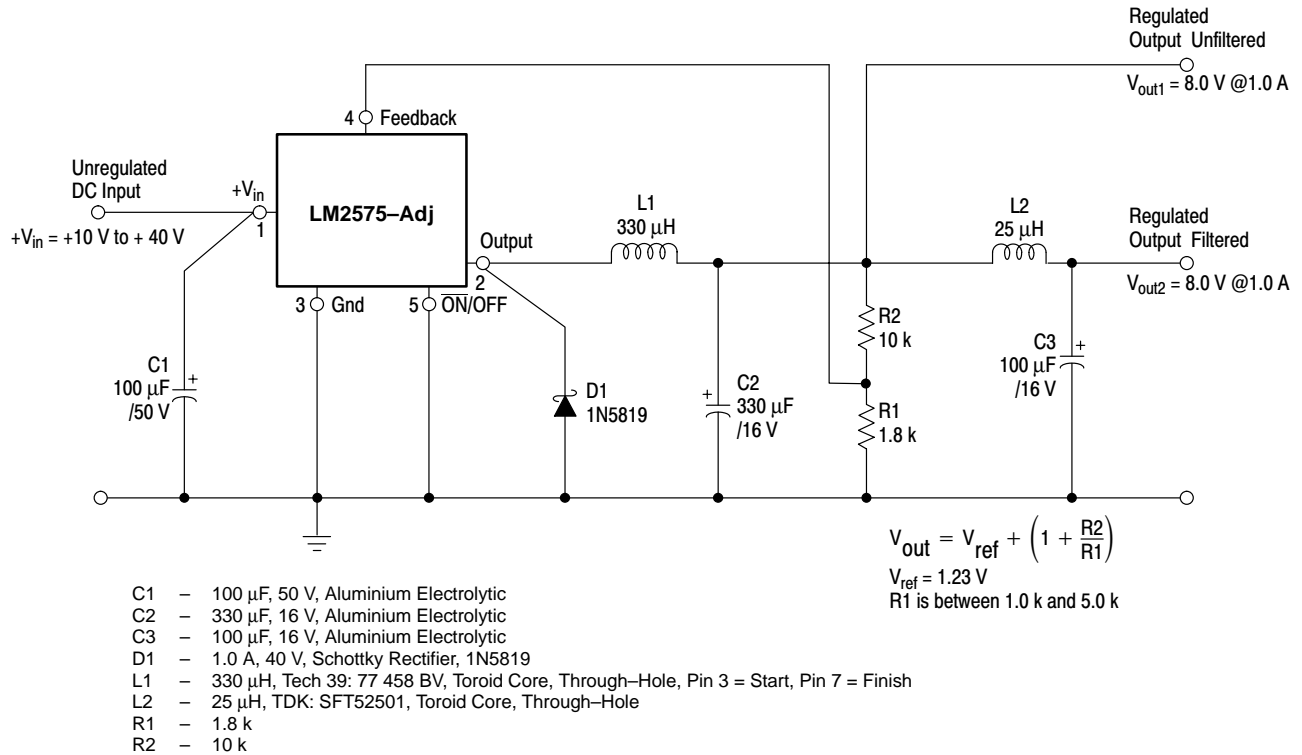 Regulated
Output Unfiltered
Vout1 = 8.0 V @1.0 A
4 Feedback
Unregulated
DC Input
+Vin
1
+Vin = +10 V to + 40 V
LM2575–Adj
Output
2
3 Gnd
5 ON/OFF
L1
330 μH
L2
25 μH
Regulated
Output Filtered
Vout2 = 8.0 V @1.0 A
C1
100 μF
/50 V
+
D1
1N5819
+
C2
330 μF
/16 V
R2
10 k
R1
1.8 k
C3
100 μF
/16 V
+
Vout = Vref + (1 + R2/R1)
Vref = 1.23 V
R1 is between 1.0 k and 5.0 k
C1 – 100 μF, 50 V, Aluminium Electrolytic
C2 – 330 μF, 16 V, Aluminium Electrolytic
C3 – 100 μF, 16 V, Aluminium Electrolytic
D1 – 1.0 A, 40 V, Schottky Rectifier, 1N5819
L1 – 330 μH, Tech 39: 77 458 BV, Toroid Core, Through–Hole, Pin 3 = Start, Pin 7 = Finish
L2 – 25 μH, TDK: SFT52501, Toroid Core, Through–Hole
R1 – 1.8 k
R2 – 10 k